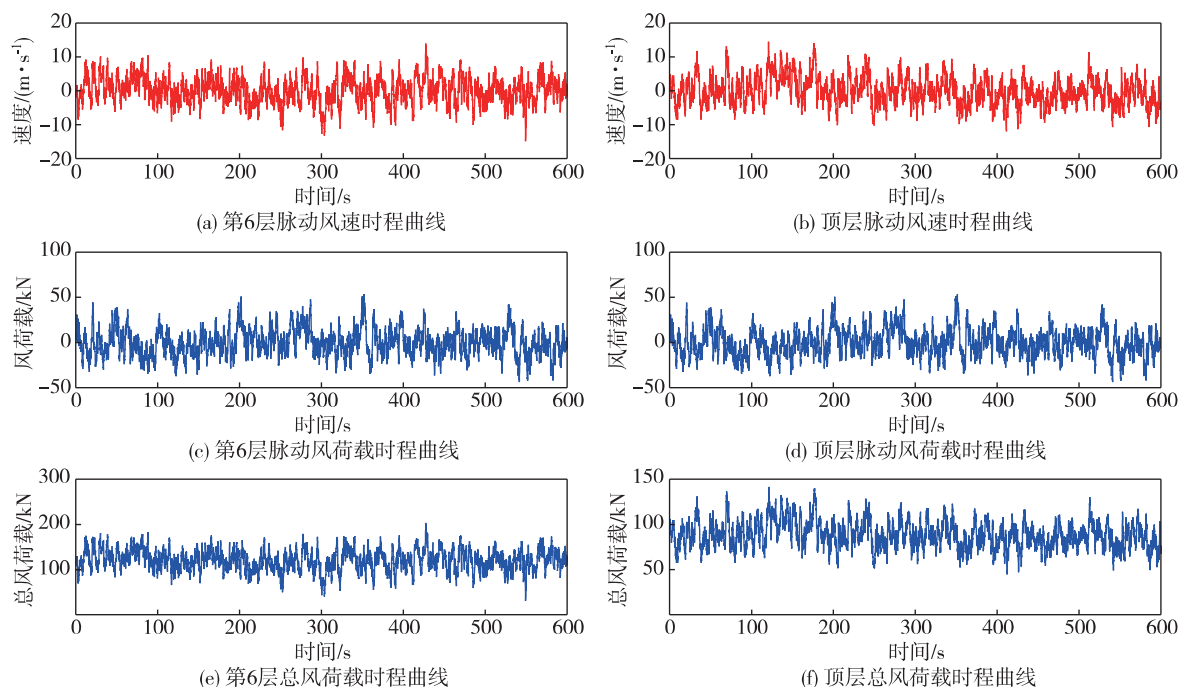 20
10
0
−10
−20
速度/(m·s⁻¹)
0 100 200 300 400 500 600
时间/s
(a) 第6层脉动风速时程曲线
20
10
0
−10
−20
速度/(m·s⁻¹)
0 100 200 300 400 500 600
时间/s
(b) 顶层脉动风速时程曲线
100
50
0
−50
风荷载/kN
0 100 200 300 400 500 600
时间/s
(c) 第6层脉动风荷载时程曲线
100
50
0
−50
风荷载/kN
0 100 200 300 400 500 600
时间/s
(d) 顶层脉动风荷载时程曲线
300
200
100
总风荷载/kN
0 100 200 300 400 500 600
时间/s
(e) 第6层总风荷载时程曲线
150
100
50
总风荷载/kN
0 100 200 300 400 500 600
时间/s
(f) 顶层总风荷载时程曲线